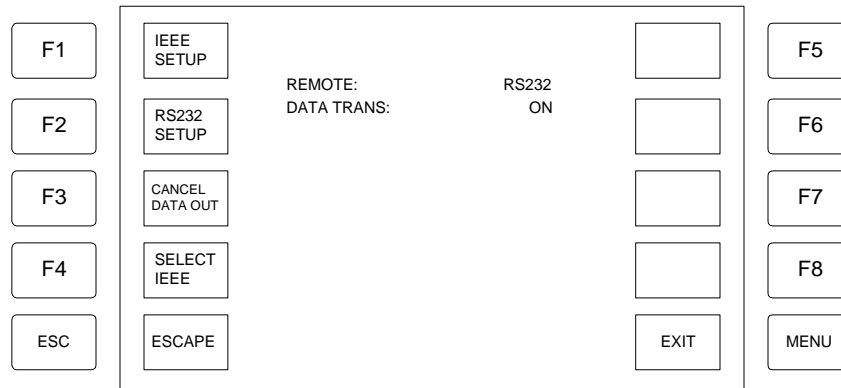 F1
IEEE
SETUP
F5
REMOTE: RS232
DATA TRANS: ON
F2
RS232
SETUP
F6
F3
CANCEL
DATA OUT
F7
F4
SELECT
IEEE
F8
ESC
ESCAPE
EXIT
MENU